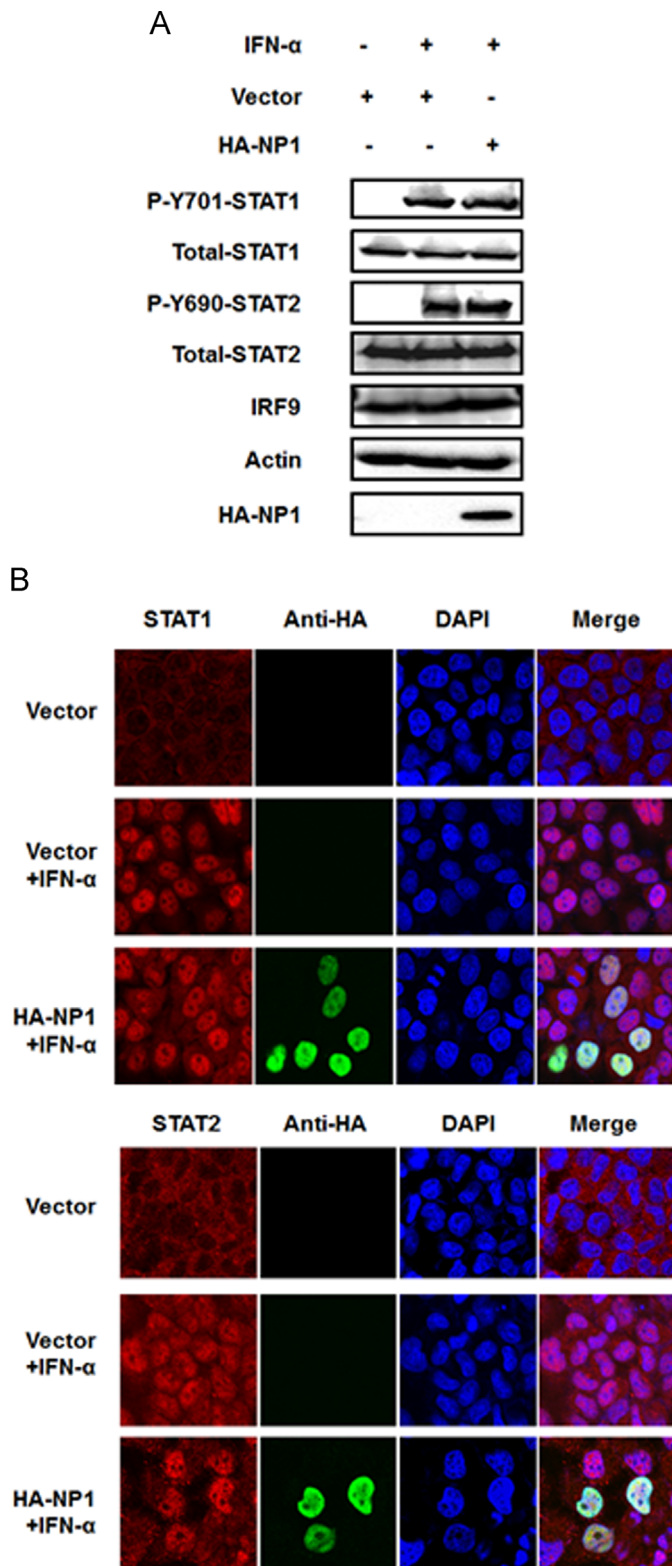 A
IFN-α - + +
Vector + + -
HA-NP1 - - +
P-Y701-STAT1
Total-STAT1
P-Y690-STAT2
Total-STAT2
IRF9
Actin
HA-NP1
B
STAT1 Anti-HA DAPI Merge
Vector
Vector
+IFN-α
HA-NP1
+IFN-α
STAT2 Anti-HA DAPI Merge
Vector
Vector
+IFN-α
HA-NP1
+IFN-α